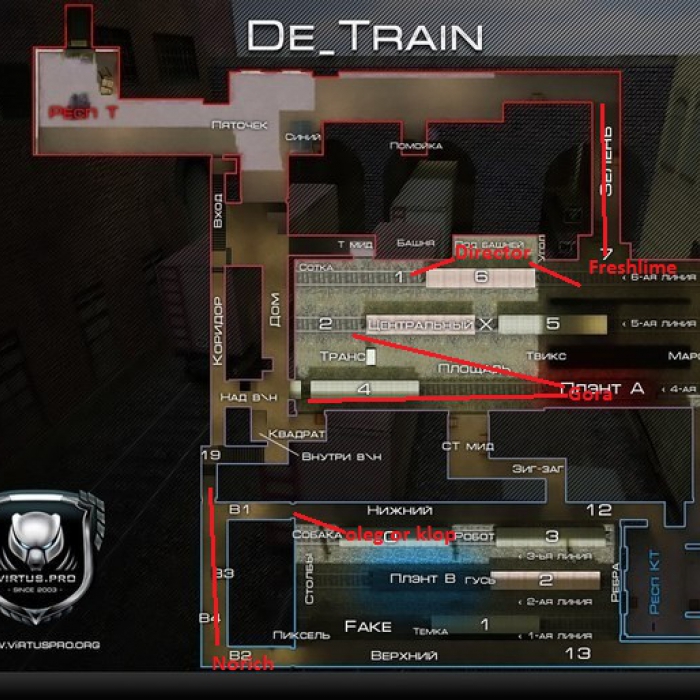 DE_TRAIN
РЕСП Т
ПЯТОЧЕК
СИНИЙ
ПОМОЙКА
ЗЕЛЕНЬ
ВХОД
Т МИД
БАШНЯ
ПОД БАШНЕЙ
УГОЛ
7
Director
Freshlime
СОТКА
1
6
‹ 6-АЯ ЛИНИЯ
КОРИДОР
ДОМ
2
ЦЕНТРАЛЬНЫЙ
X
5
‹ 5-АЯ ЛИНИЯ
ТРАНС
ТВИКС
МАР
ПЛОЩАДЬ
4
ПЛЭНТ А
‹ 4-АЯ
Gora
НАД В\Н
КВАДРАТ
ВНУТРИ В\Н
СТ МИД
19
ЗИГ-ЗАГ
B1
НИЖНИЙ
12
СОБАКА
oleg or klop
РОБОТ
3
‹ 3-ЬЯ ЛИНИЯ
СТОЛБЫ
B3
ПЛЭНТ В
ГУСЬ
2
РЕБРА
РЕСП КТ
‹ 2-АЯ ЛИНИЯ
B4
ПИКСЕЛЬ
FAKE
ТЕМКА
1
‹ 1-АЯ ЛИНИЯ
Norich
B2
ВЕРХНИЙ
13
VIRTUS.PRO
- SINCE 2003 -
W.VIRTUSPRO.ORG